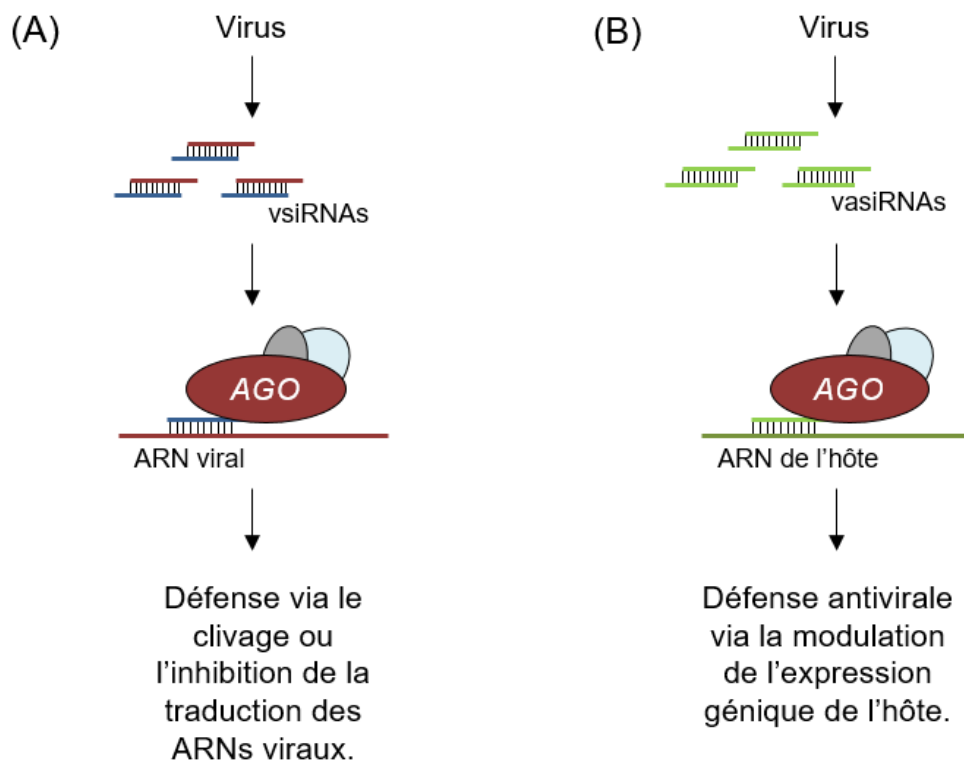 (A)
Virus
vsiRNAs
AGO
ARN viral
Défense via le
clivage ou
l'inhibition de la
traduction des
ARNs viraux.
(B)
Virus
vasiRNAs
AGO
ARN de l'hôte
Défense antivirale
via la modulation
de l'expression
génique de l'hôte.